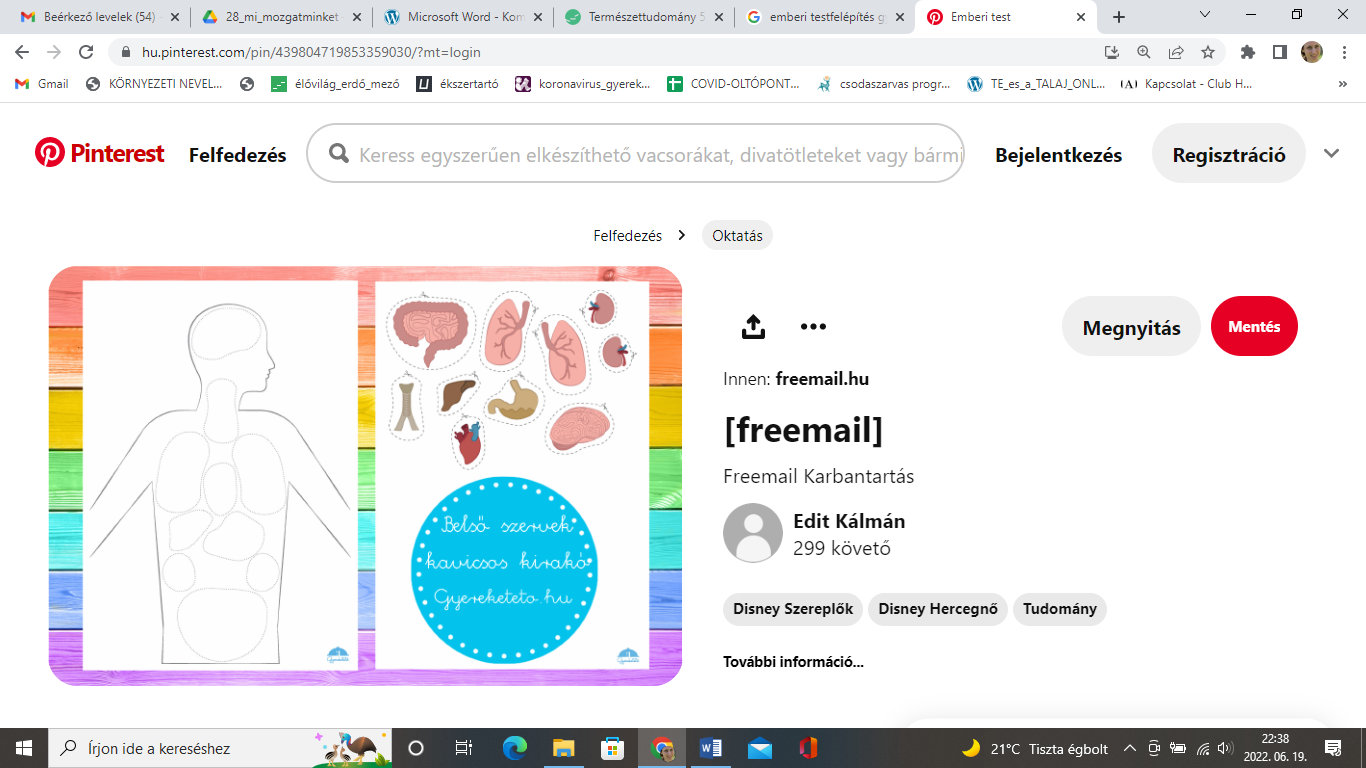 Beérkező levelek (54)
28_mi_mozgatminket
Microsoft Word - Kom
Természettudomány 5
emberi testfelépítés g
Emberi test
hu.pinterest.com/pin/439804719853359030/?mt=login
Gmail
KÖRNYEZETI NEVEL...
élővilág_erdő_mező
ékszertartó
koronavirus_gyerek...
COVID-OLTÓPONT...
csodaszarvas progr...
TE_es_a_TALAJ_ONL...
Kapcsolat - Club H...
Pinterest
Felfedezés
Keress egyszerűen elkészíthető vacsorákat, divatötleteket vagy bármi
Bejelentkezés
Regisztráció
Felfedezés
Oktatás
Megnyitás
Mentés
Innen: freemail.hu
[freemail]
Freemail Karbantartás
Edit Kálmán
299 követő
Disney Szereplők
Disney Hercegnő
Tudomány
További információ...
Belső szervek
kavicsos kirakó
Gyereketeto.hu
Írjon ide a kereséshez
21°C Tiszta égbolt
22:38
2022. 06. 19.